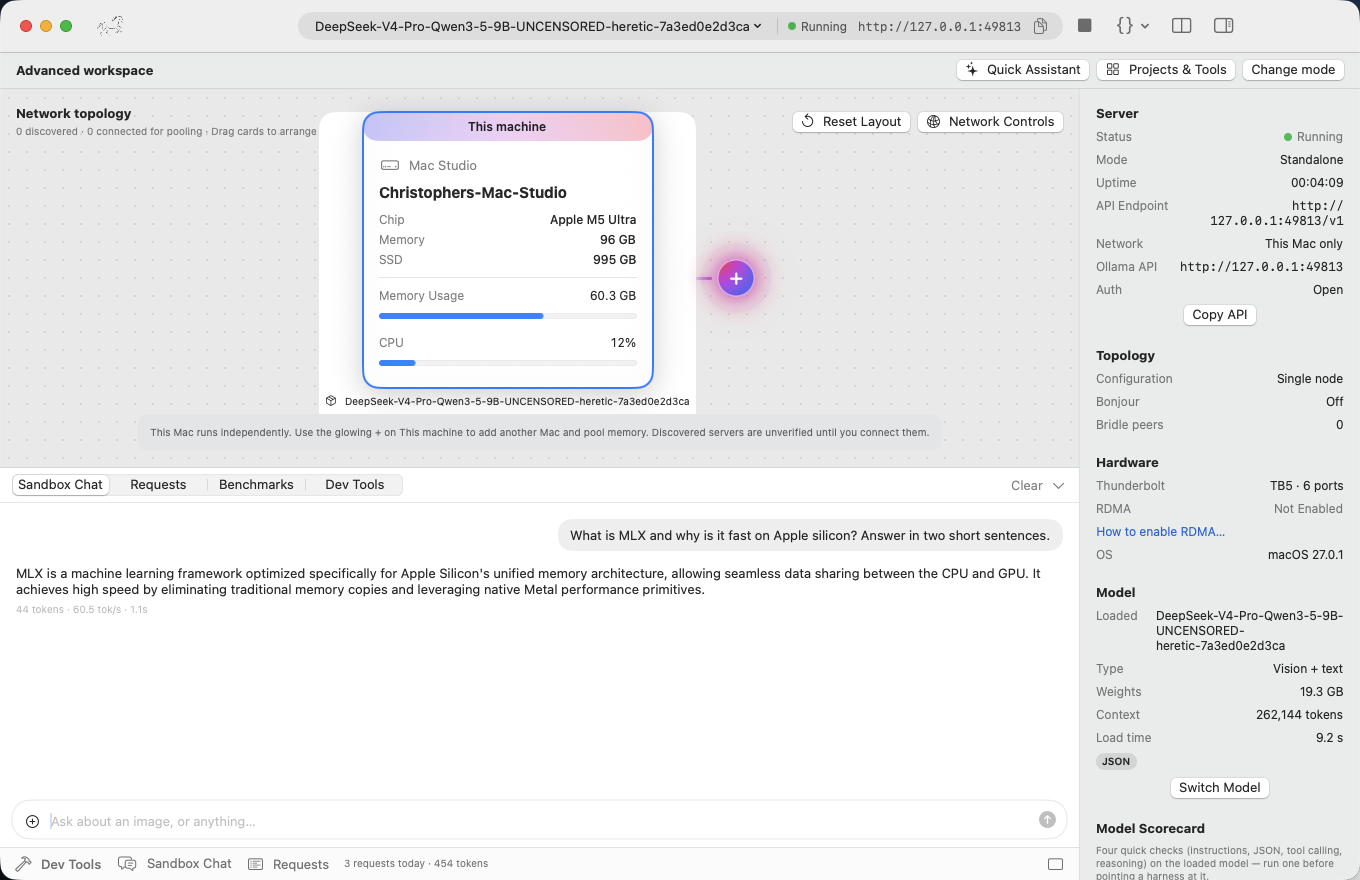 DeepSeek-V4-Pro-Qwen3-5-9B-UNCENSORED-heretic-7a3ed0e2d3ca
Running http://127.0.0.1:49813
{}
Advanced workspace
Quick Assistant
Projects & Tools
Change mode
Network topology
0 discovered · 0 connected for pooling · Drag cards to arrange
This machine
Reset Layout
Network Controls
Mac Studio
Christophers-Mac-Studio
Chip Apple M5 Ultra
Memory 96 GB
SSD 995 GB
Memory Usage 60.3 GB
CPU 12%
DeepSeek-V4-Pro-Qwen3-5-9B-UNCENSORED-heretic-7a3ed0e2d3ca
This Mac runs independently. Use the glowing + on This machine to add another Mac and pool memory. Discovered servers are unverified until you connect them.
Sandbox Chat
Requests
Benchmarks
Dev Tools
Clear
What is MLX and why is it fast on Apple silicon? Answer in two short sentences.
MLX is a machine learning framework optimized specifically for Apple Silicon's unified memory architecture, allowing seamless data sharing between the CPU and GPU. It
achieves high speed by eliminating traditional memory copies and leveraging native Metal performance primitives.
44 tokens · 60.5 tok/s · 1.1s
Ask about an image, or anything...
Dev Tools
Sandbox Chat
Requests
3 requests today · 454 tokens
Server
Status Running
Mode Standalone
Uptime 00:04:09
API Endpoint http://
127.0.0.1:49813/v1
Network This Mac only
Ollama API http://127.0.0.1:49813
Auth Open
Copy API
Topology
Configuration Single node
Bonjour Off
Bridle peers 0
Hardware
Thunderbolt TB5 · 6 ports
RDMA Not Enabled
How to enable RDMA...
OS macOS 27.0.1
Model
Loaded DeepSeek-V4-Pro-Qwen3-5-9B-
UNCENSORED-
heretic-7a3ed0e2d3ca
Type Vision + text
Weights 19.3 GB
Context 262,144 tokens
Load time 9.2 s
JSON
Switch Model
Model Scorecard
Four quick checks (instructions, JSON, tool calling,
reasoning) on the loaded model — run one before
pointing a harness at it.